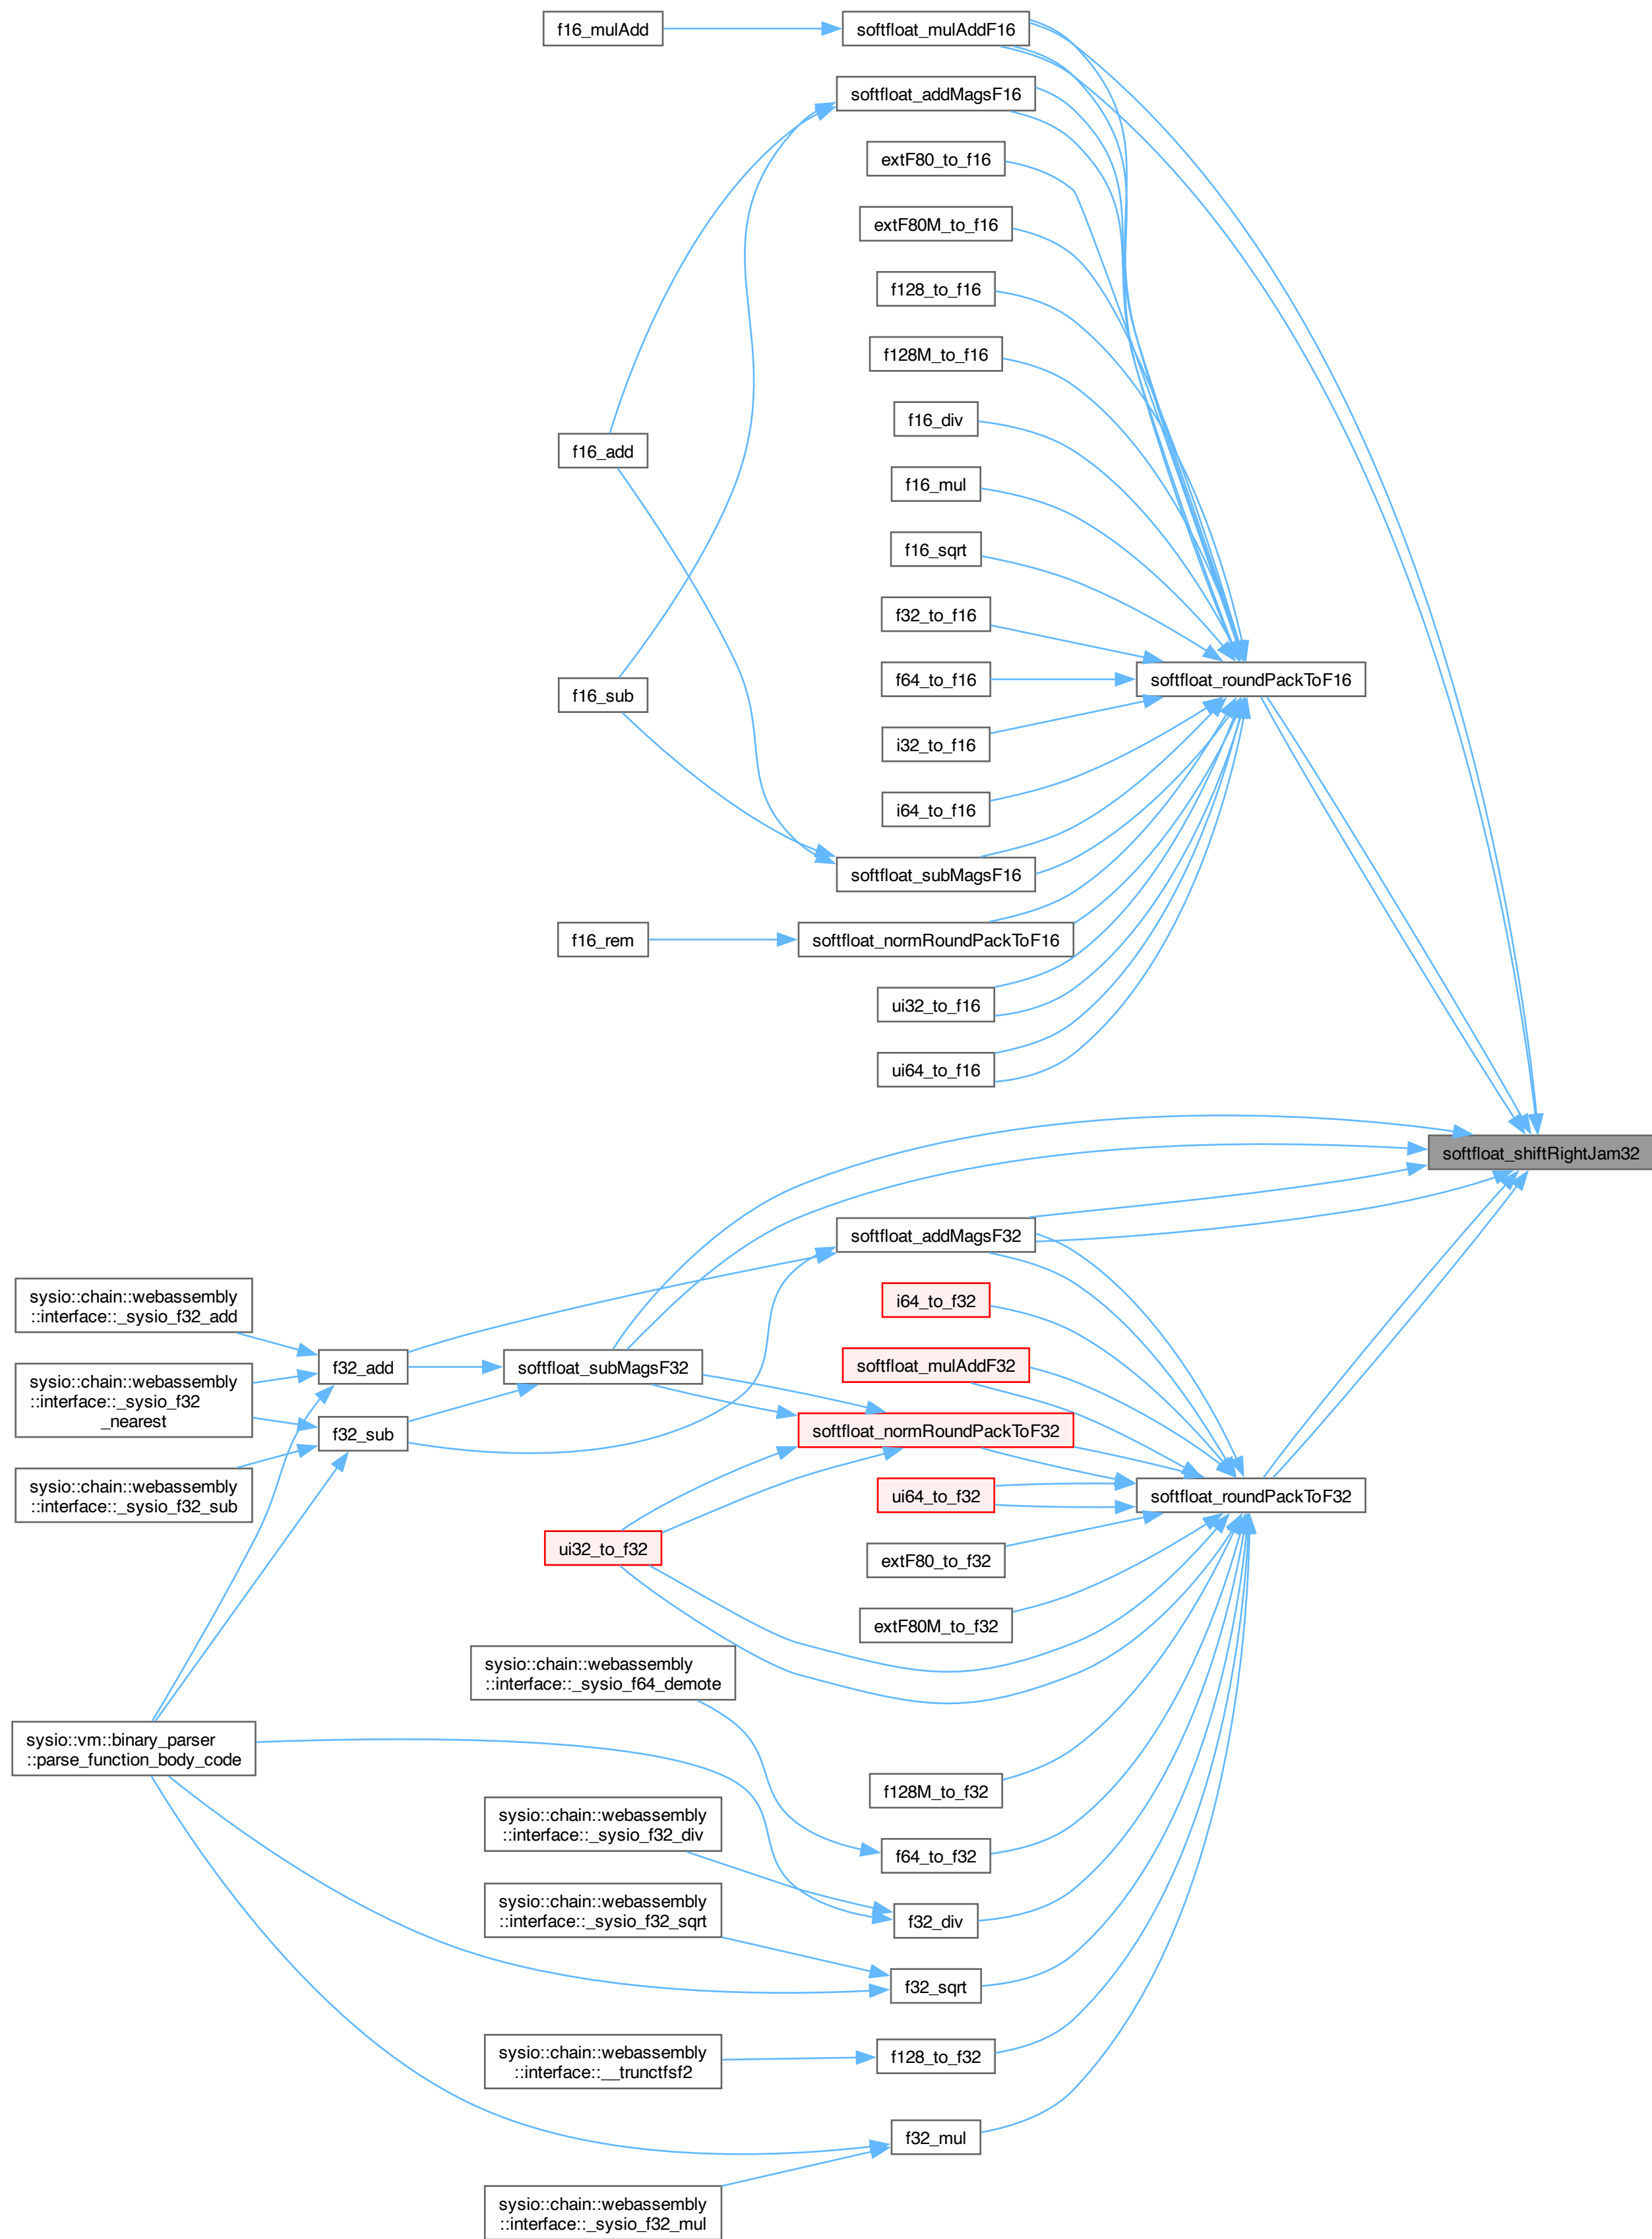 f16_mulAdd
softfloat_mulAddF16
softfloat_addMagsF16
extF80_to_f16
extF80M_to_f16
f128_to_f16
f128M_to_f16
f16_div
f16_add
f16_mul
f16_sqrt
f32_to_f16
f16_sub
f64_to_f16
softfloat_roundPackToF16
i32_to_f16
i64_to_f16
softfloat_subMagsF16
f16_rem
softfloat_normRoundPackToF16
ui32_to_f16
ui64_to_f16
softfloat_shiftRightJam32
softfloat_addMagsF32
sysio::chain::webassembly
::interface::_sysio_f32_add
i64_to_f32
sysio::chain::webassembly
::interface::_sysio_f32
_nearest
f32_add
softfloat_subMagsF32
softfloat_mulAddF32
f32_sub
softfloat_normRoundPackToF32
sysio::chain::webassembly
::interface::_sysio_f32_sub
ui64_to_f32
softfloat_roundPackToF32
ui32_to_f32
extF80_to_f32
extF80M_to_f32
sysio::chain::webassembly
::interface::_sysio_f64_demote
sysio::vm::binary_parser
::parse_function_body_code
f128M_to_f32
sysio::chain::webassembly
::interface::_sysio_f32_div
f64_to_f32
sysio::chain::webassembly
::interface::_sysio_f32_sqrt
f32_div
f32_sqrt
sysio::chain::webassembly
::interface::__trunctfsf2
f128_to_f32
f32_mul
sysio::chain::webassembly
::interface::_sysio_f32_mul